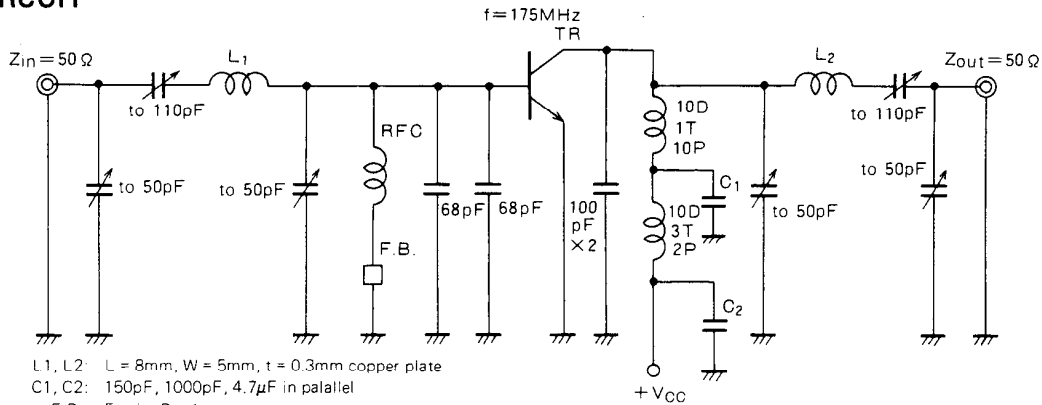 f=175MHz
TR
Zin=50Ω
L1
L2
Zout=50Ω
to 110pF
to 110pF
10D
1T
10P
RFC
C1
to 50pF
to 50pF
68pF
68pF
100
pF
×2
10D
3T
2P
to 50pF
to 50pF
F.B.
C2
+VCC
L1, L2: L = 8mm, W = 5mm, t = 0.3mm copper plate
C1, C2: 150pF, 1000pF, 4.7μF in palallel